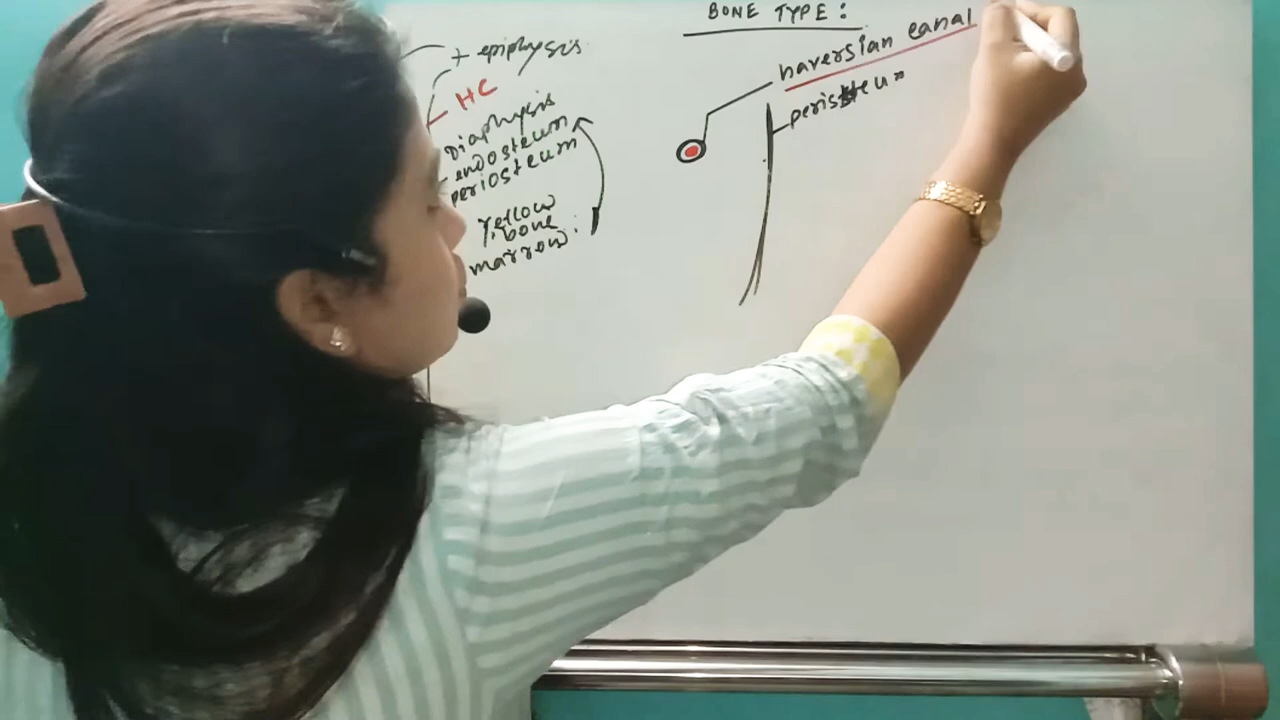 + epiphysis
HC
Diaphysis
endosteum
periosteum
Yellow
bone
marrow
BONE TYPE:
haversian canal